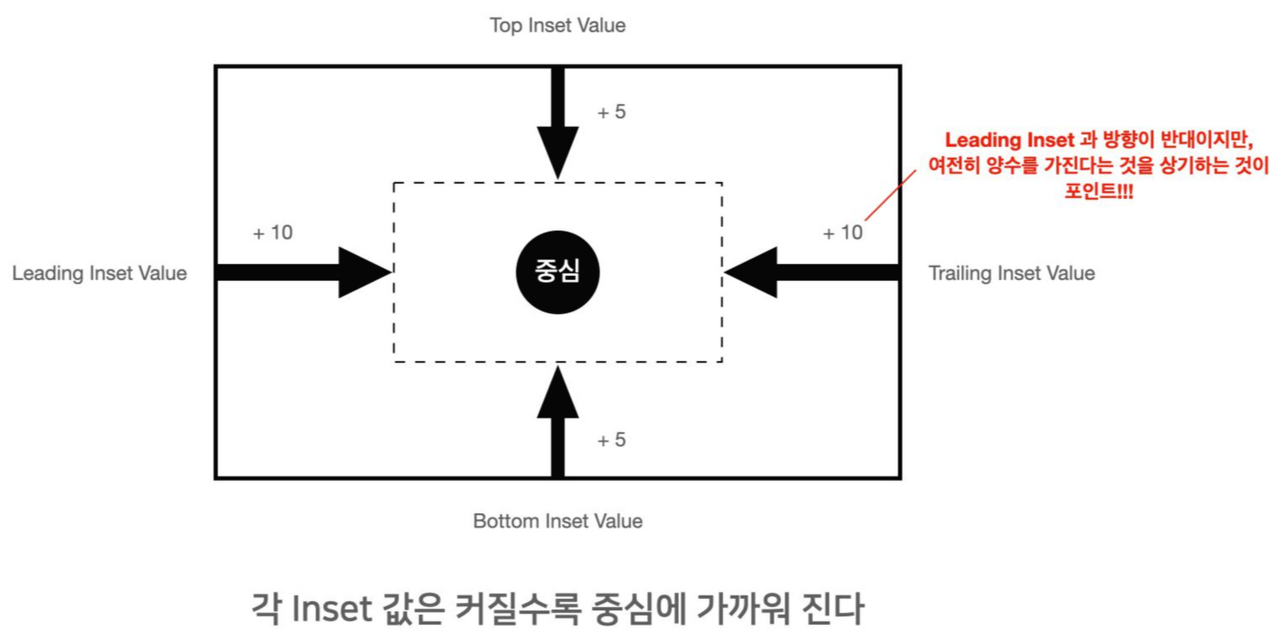 Top Inset Value
+ 5
Leading Inset 과 방향이 반대이지만,
여전히 양수를 가진다는 것을 상기하는 것이
포인트!!!
+ 10
+ 10
Leading Inset Value
중심
Trailing Inset Value
+ 5
Bottom Inset Value
각 Inset 값은 커질수록 중심에 가까워 진다